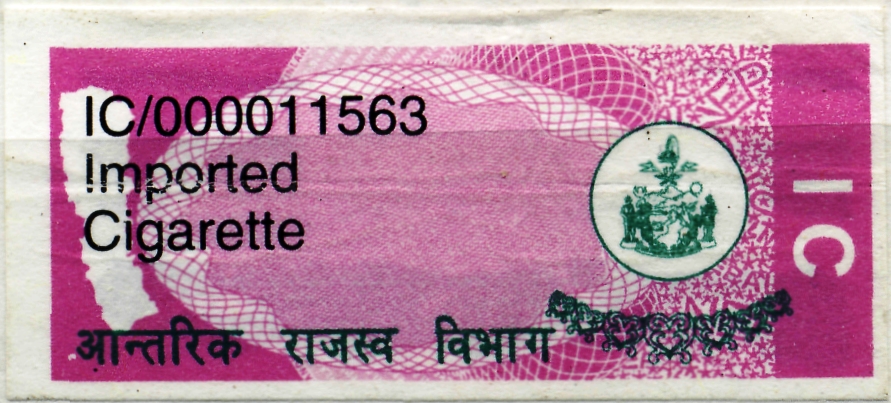 IC/000011563
Imported
Cigarette
आन्तरिक राजस्व विभाग
IC